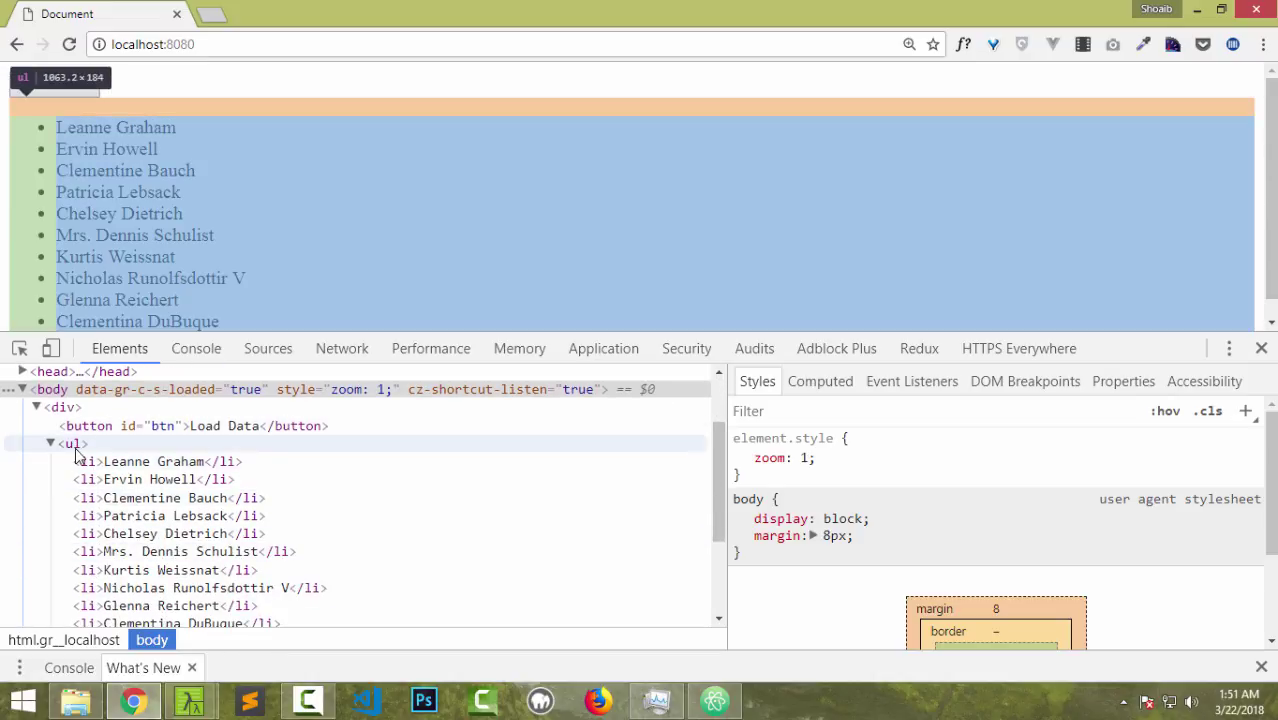 Document
Shoaib
localhost:8080
f?
ul 1063.2×184
Leanne Graham
Ervin Howell
Clementine Bauch
Patricia Lebsack
Chelsey Dietrich
Mrs. Dennis Schulist
Kurtis Weissnat
Nicholas Runolfsdottir V
Glenna Reichert
Clementina DuBuque
Elements Console Sources Network Performance Memory Application Security Audits Adblock Plus Redux HTTPS Everywhere
<head>…</head>
<body data-gr-c-s-loaded="true" style="zoom: 1;" cz-shortcut-listen="true"> == $0
<div>
<button id="btn">Load Data</button>
<ul>
<li>Leanne Graham</li>
<li>Ervin Howell</li>
<li>Clementine Bauch</li>
<li>Patricia Lebsack</li>
<li>Chelsey Dietrich</li>
<li>Mrs. Dennis Schulist</li>
<li>Kurtis Weissnat</li>
<li>Nicholas Runolfsdottir V</li>
<li>Glenna Reichert</li>
<li>Clementina DuBuque</li>
html.gr__localhost body
Styles Computed Event Listeners DOM Breakpoints Properties Accessibility
Filter :hov .cls +
element.style {
zoom: 1;
}
body { user agent stylesheet
display: block;
margin: 8px;
}
margin 8
border –
Console What's New
Ps
1:51 AM
3/22/2018